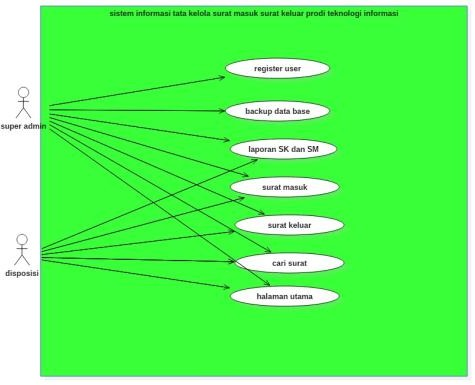 sistem informasi tata kelola surat masuk surat keluar prodi teknologi informasi
register user
backup data base
laporan SK dan SM
super admin
surat masuk
surat keluar
cari surat
disposisi
halaman utama